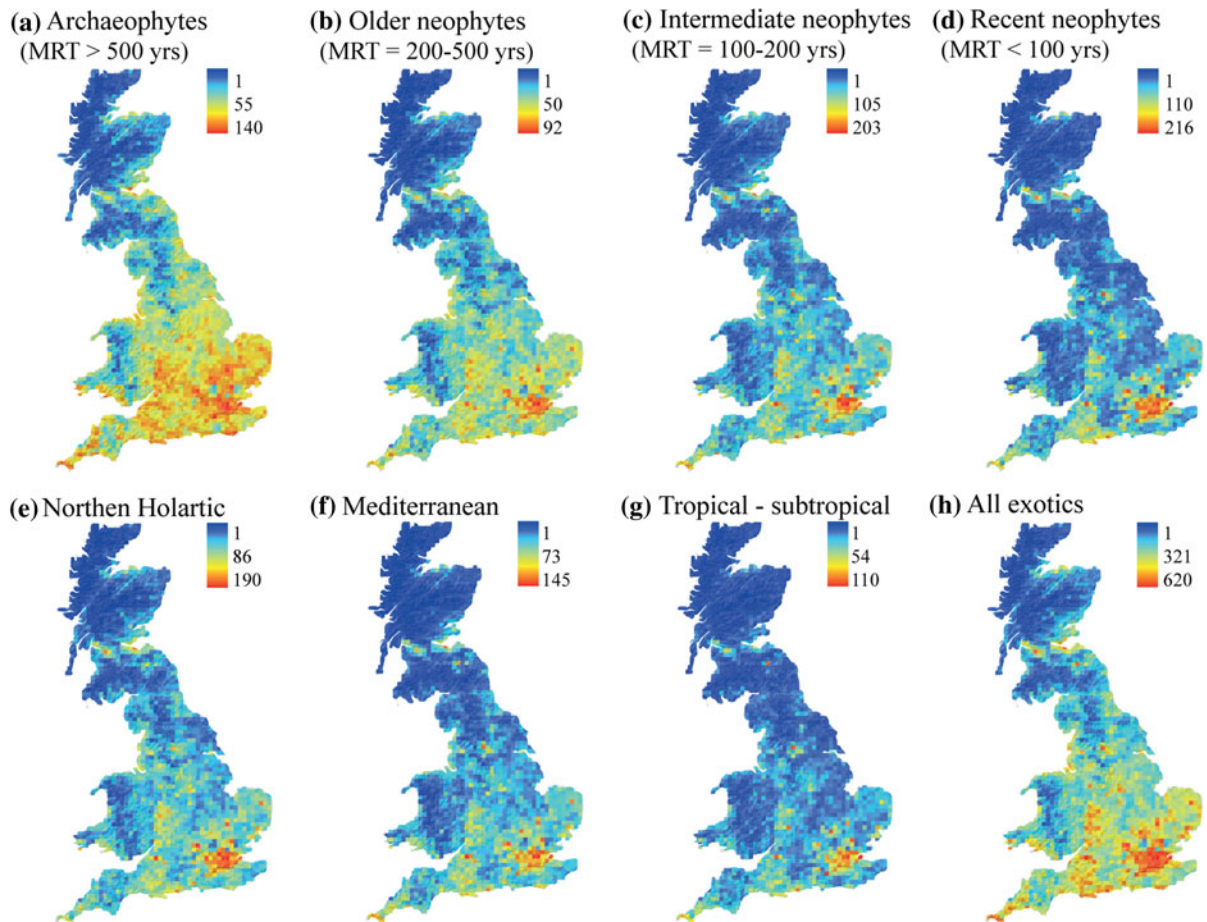 (a) Archaeophytes
(MRT > 500 yrs)
1
55
140
(b) Older neophytes
(MRT = 200-500 yrs)
1
50
92
(c) Intermediate neophytes
(MRT = 100-200 yrs)
1
105
203
(d) Recent neophytes
(MRT < 100 yrs)
1
110
216
(e) Northen Holartic
1
86
190
(f) Mediterranean
1
73
145
(g) Tropical - subtropical
1
54
110
(h) All exotics
1
321
620